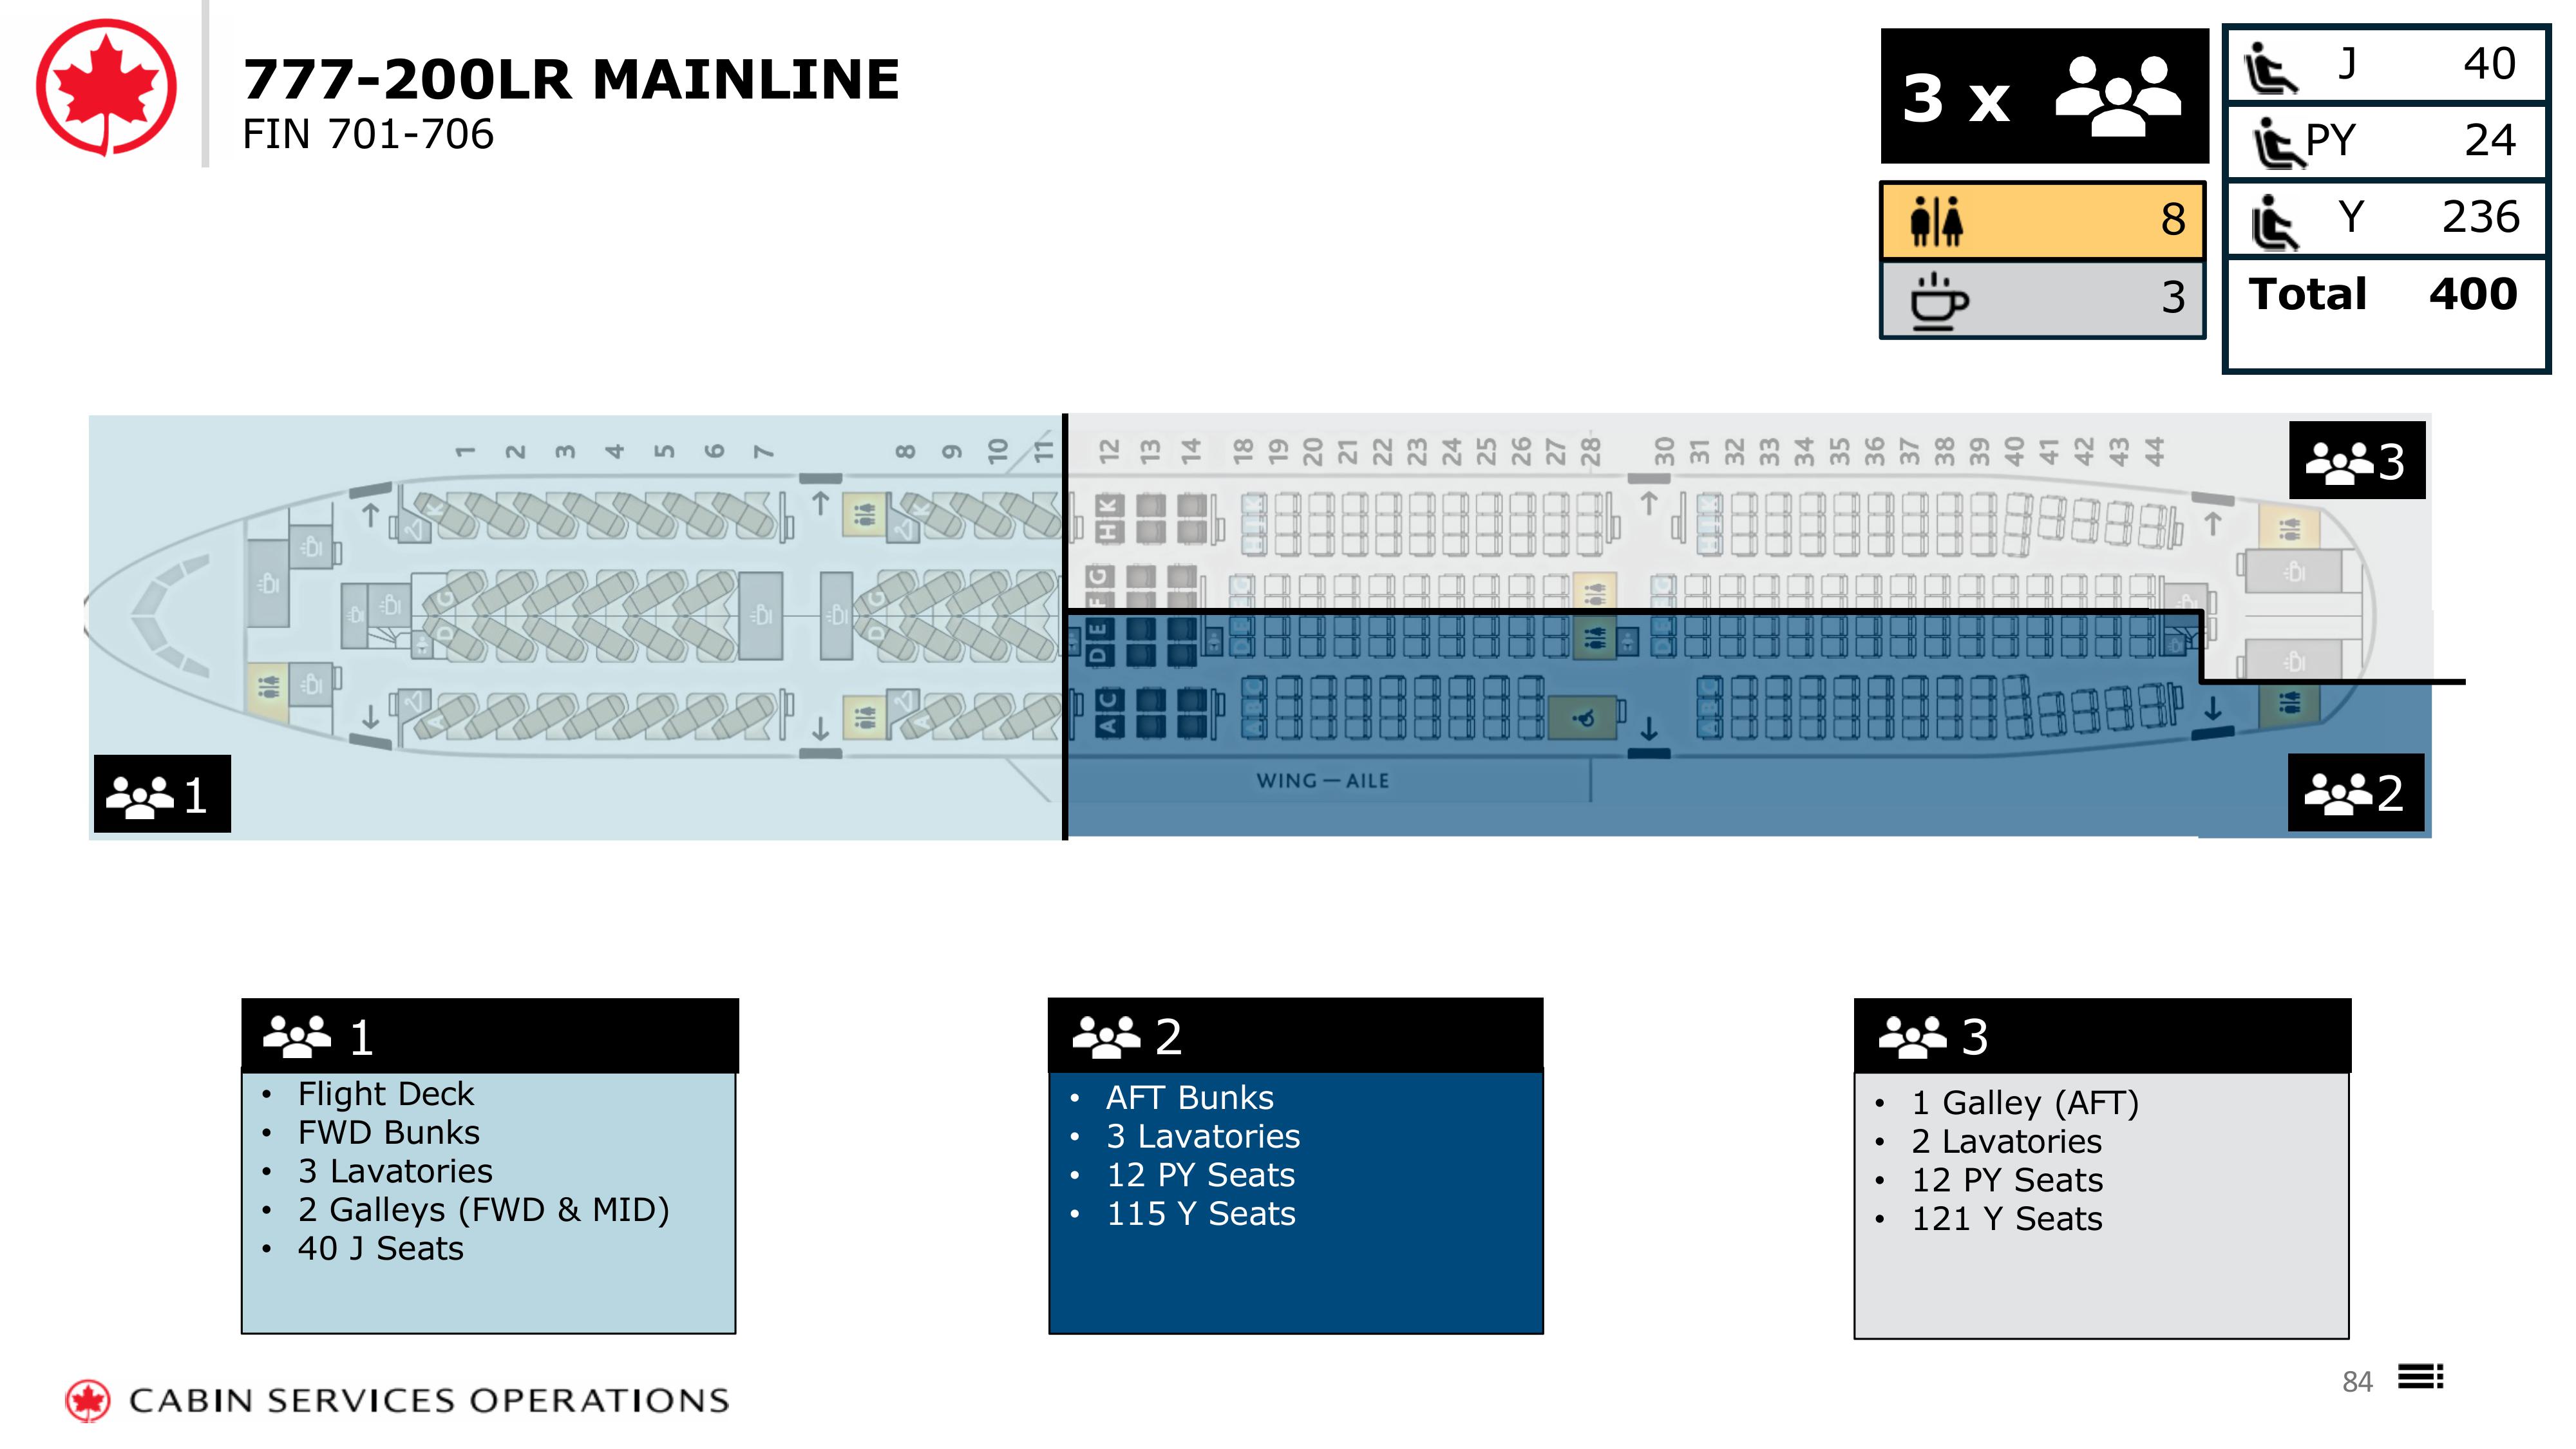 777-200LR MAINLINE
FIN 701-706
3 x
8
3
J 40
PY 24
Y 236
Total 400
1 2 3 4 5 6 7 8 9 10 11 12 13 14 18 19 20 21 22 23 24 25 26 27 28 30 31 32 33 34 35 36 37 38 39 40 41 42 43 44
3
K K H K H J K H J K
G G G F
D D D E
A A A C A B C A B C
WING — AILE
1
2
1
• Flight Deck
• FWD Bunks
• 3 Lavatories
• 2 Galleys (FWD & MID)
• 40 J Seats
2
• AFT Bunks
• 3 Lavatories
• 12 PY Seats
• 115 Y Seats
3
• 1 Galley (AFT)
• 2 Lavatories
• 12 PY Seats
• 121 Y Seats
CABIN SERVICES OPERATIONS
84